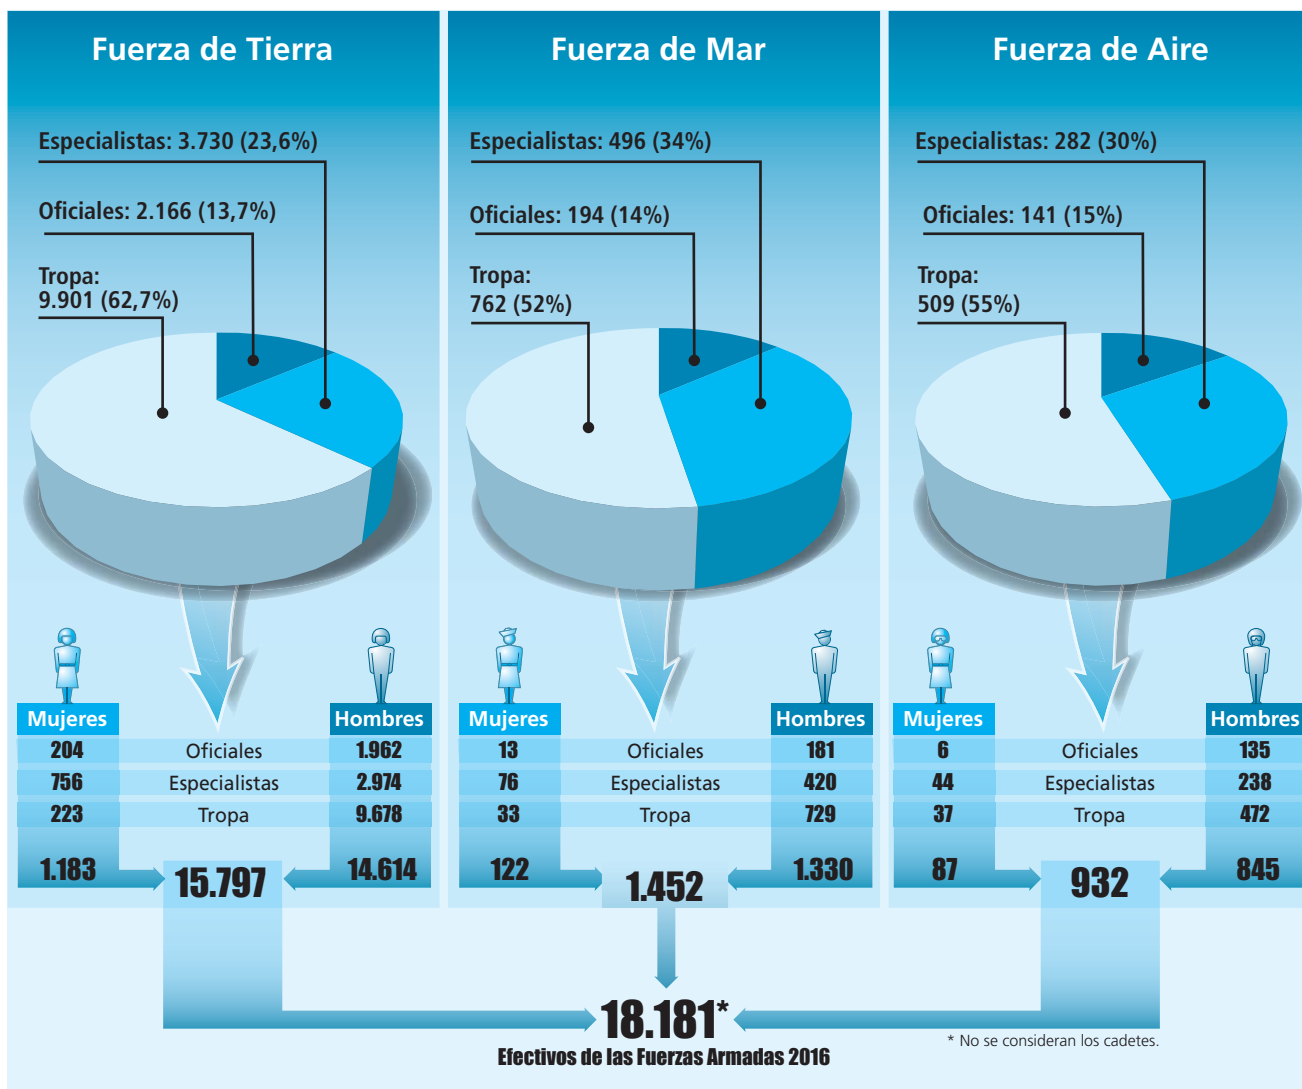 Fuerza de Tierra
Especialistas: 3.730 (23,6%)
Oficiales: 2.166 (13,7%)
Tropa:
9.901 (62,7%)
Mujeres
Hombres
204 Oficiales 1.962
756 Especialistas 2.974
223 Tropa 9.678
1.183 15.797 14.614
Fuerza de Mar
Especialistas: 496 (34%)
Oficiales: 194 (14%)
Tropa:
762 (52%)
Mujeres
Hombres
13 Oficiales 181
76 Especialistas 420
33 Tropa 729
122 1.452 1.330
Fuerza de Aire
Especialistas: 282 (30%)
Oficiales: 141 (15%)
Tropa:
509 (55%)
Mujeres
Hombres
6 Oficiales 135
44 Especialistas 238
37 Tropa 472
87 932 845
18.181*
Efectivos de las Fuerzas Armadas 2016
* No se consideran los cadetes.